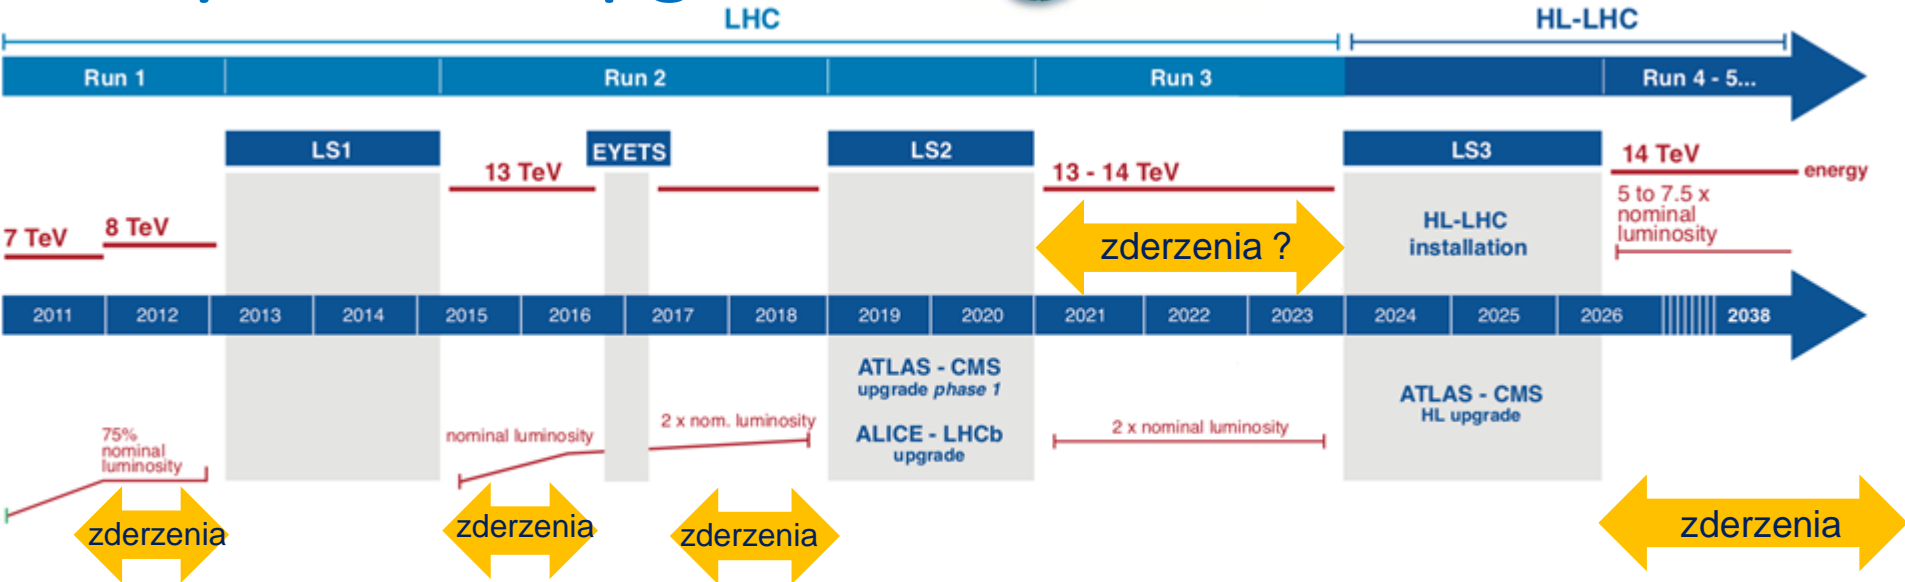 LHC
HL-LHC
Run 1
Run 2
Run 3
Run 4 - 5...
LS1
EYETS
LS2
LS3
13 TeV
13 - 14 TeV
14 TeV
energy
7 TeV
8 TeV
5 to 7.5 x
nominal
luminosity
zderzenia ?
HL-LHC
installation
2011
2012
2013
2014
2015
2016
2017
2018
2019
2020
2021
2022
2023
2024
2025
2026
2038
ATLAS - CMS
upgrade phase 1
ALICE - LHCb
upgrade
ATLAS - CMS
HL upgrade
75%
nominal
luminosity
nominal luminosity
2 x nom. luminosity
2 x nominal luminosity
zderzenia
zderzenia
zderzenia
zderzenia